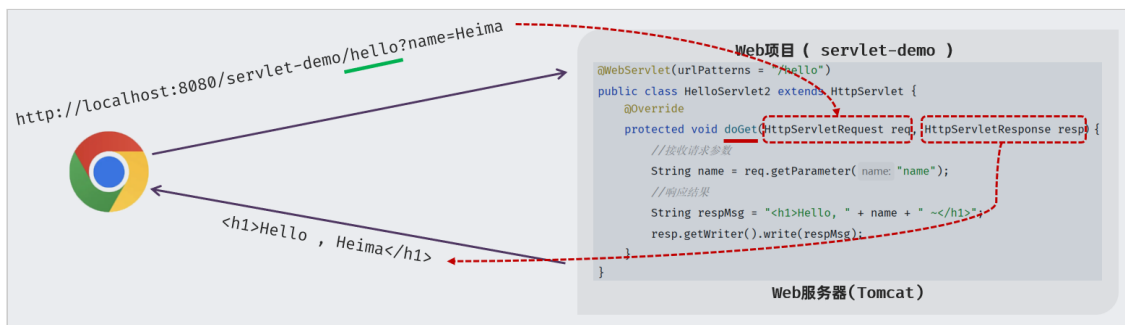 http://localhost:8080/servlet-demo/hello?name=Heima
<h1>Hello , Heima</h1>
Web项目 ( servlet-demo )
@WebServlet(urlPatterns = "/hello")
public class HelloServlet2 extends HttpServlet {
@Override
protected void doGet(HttpServletRequest req, HttpServletResponse resp) {
//接收请求参数
String name = req.getParameter( name: "name");
//响应结果
String respMsg = "<h1>Hello, " + name + " ~</h1>";
resp.getWriter().write(respMsg);
}
}
Web服务器(Tomcat)